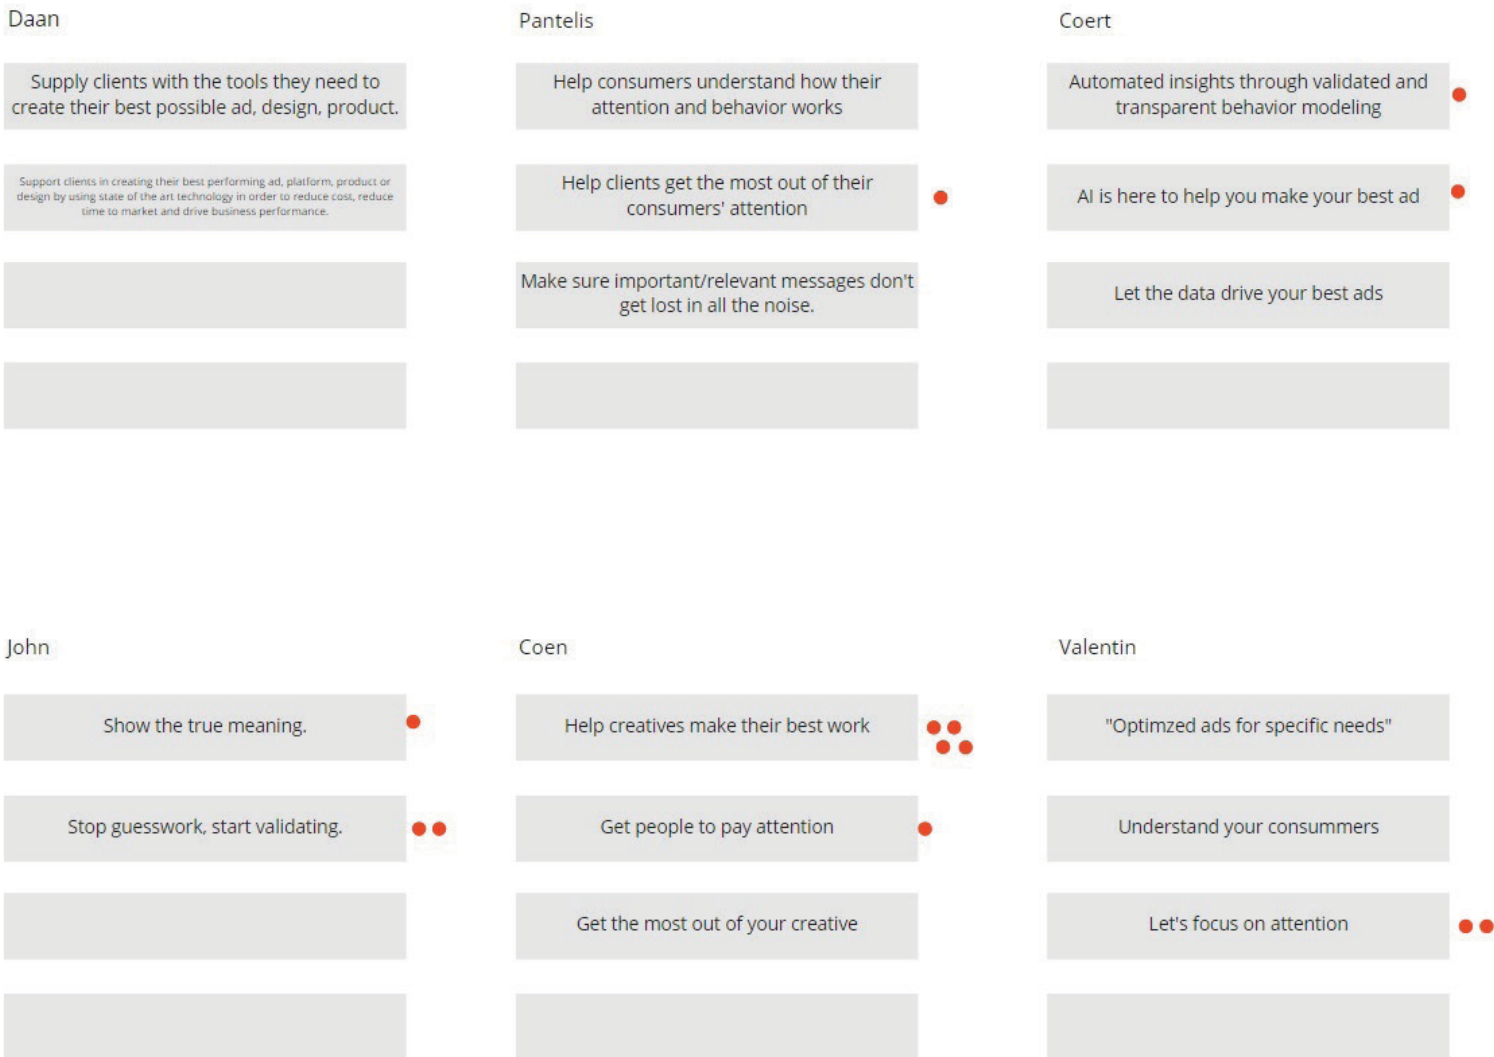 Daan
Supply clients with the tools they need to
create their best possible ad, design, product.
Support clients in creating their best performing ad, platform, product or
design by using state of the art technology in order to reduce cost, reduce
time to market and drive business performance.
Pantelis
Help consumers understand how their
attention and behavior works
Help clients get the most out of their
consumers' attention
Make sure important/relevant messages don't
get lost in all the noise.
Coert
Automated insights through validated and
transparent behavior modeling
AI is here to help you make your best ad
Let the data drive your best ads
John
Show the true meaning.
Stop guesswork, start validating.
Coen
Help creatives make their best work
Get people to pay attention
Get the most out of your creative
Valentin
"Optimzed ads for specific needs"
Understand your consummers
Let's focus on attention